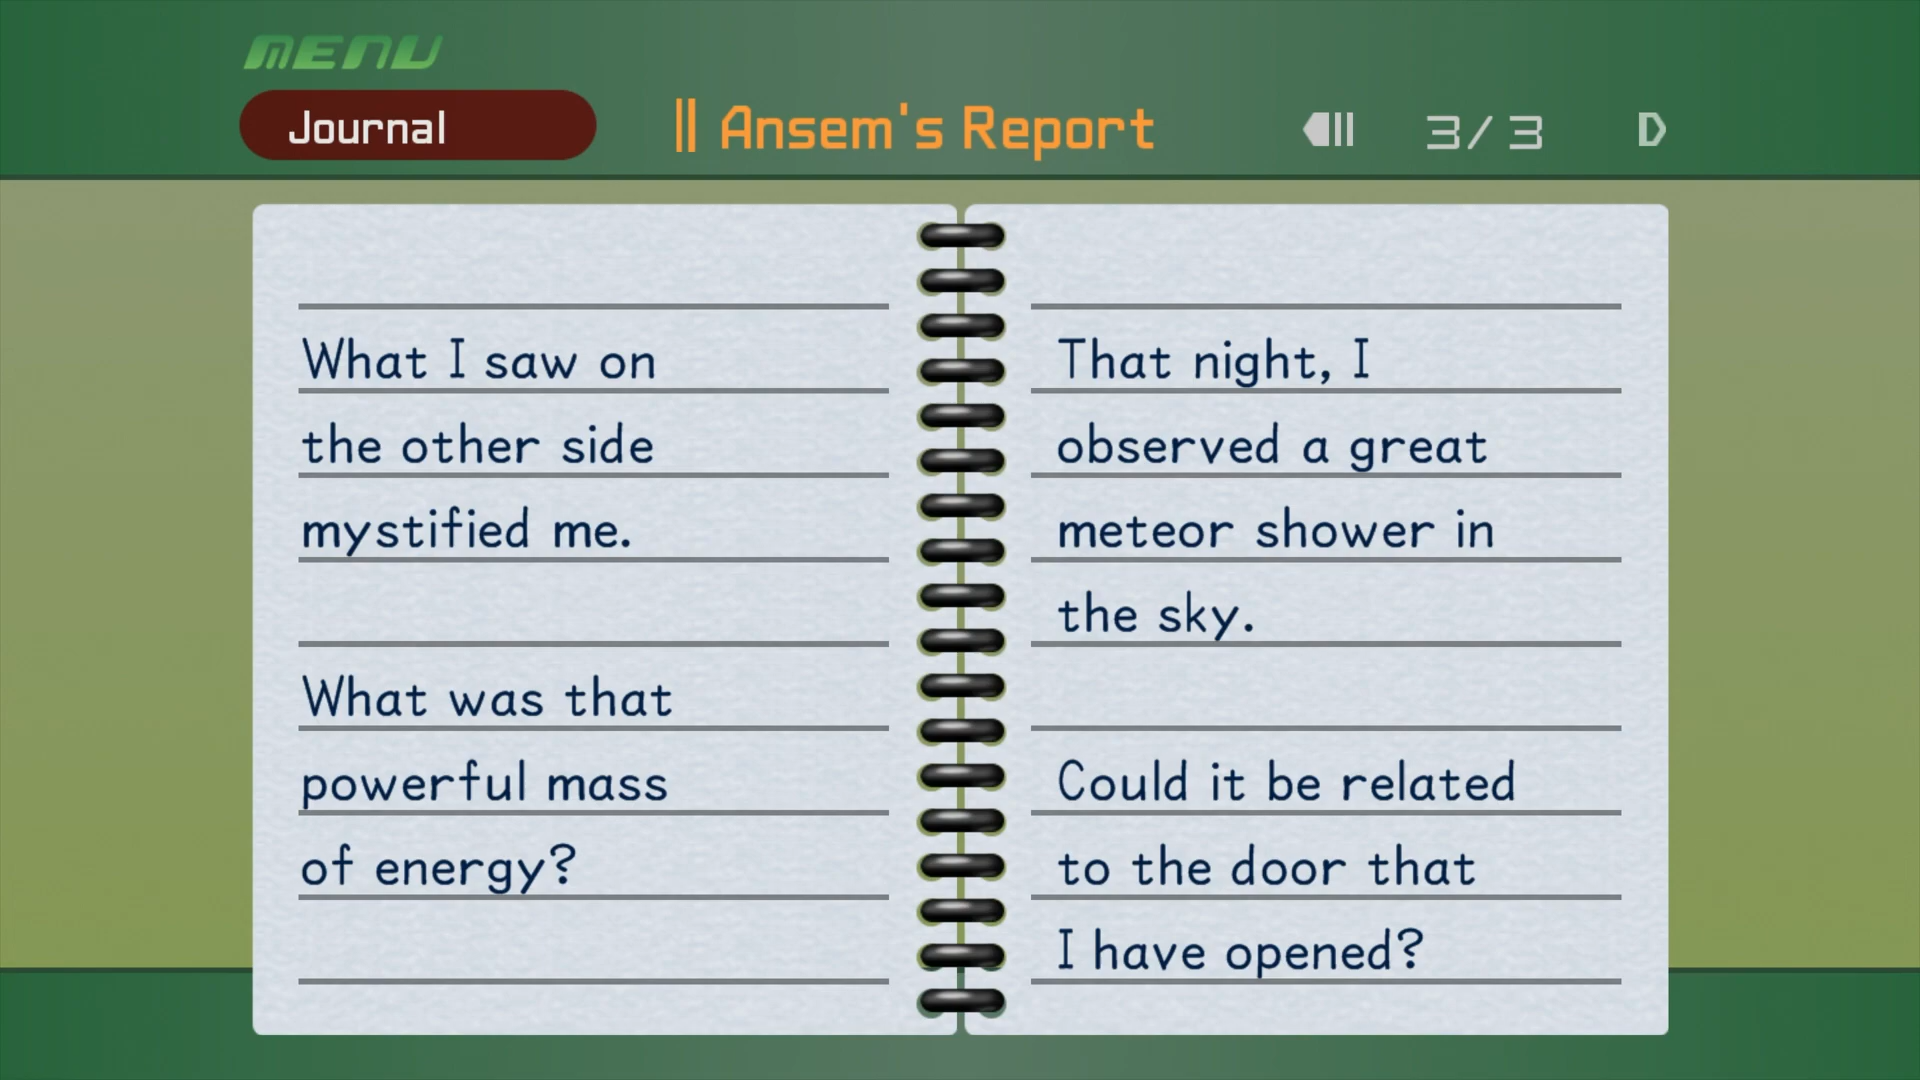 MENU
Journal
Ansem's Report
3/3
What I saw on
the other side
mystified me.
What was that
powerful mass
of energy?
That night, I
observed a great
meteor shower in
the sky.
Could it be related
to the door that
I have opened?